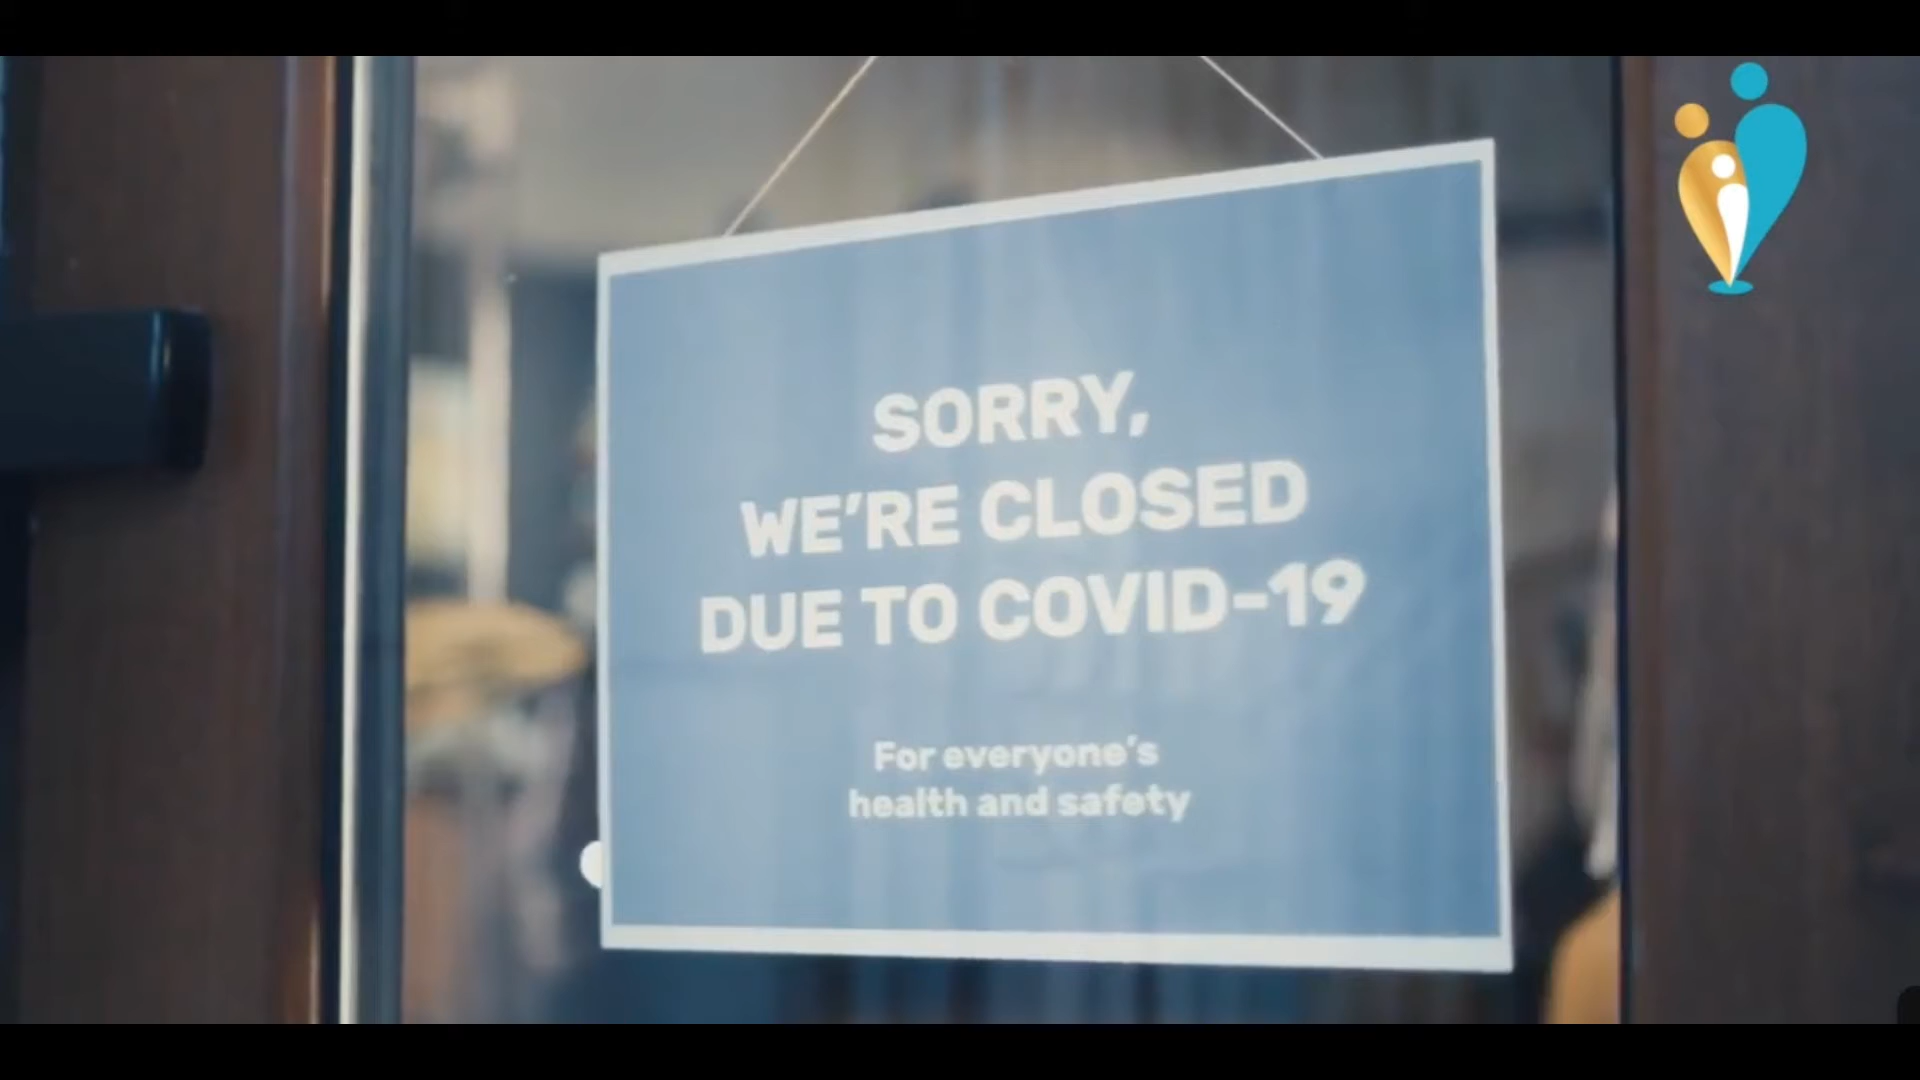 SORRY,
WE'RE CLOSED
DUE TO COVID-19
For everyone's
health and safety